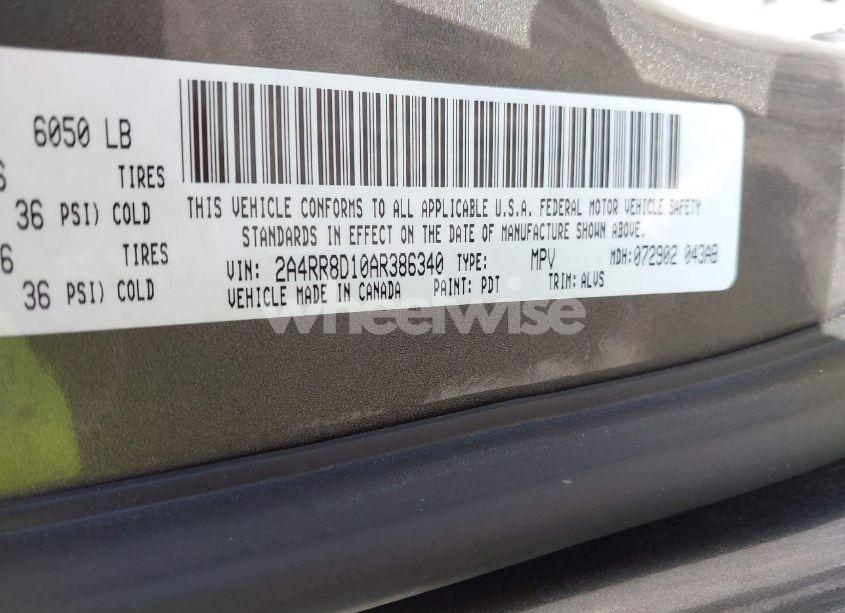 6050 LB
6 TIRES
36 PSI) COLD
6 TIRES
36 PSI) COLD
THIS VEHICLE CONFORMS TO ALL APPLICABLE U.S.A. FEDERAL MOTOR VEHICLE SAFETY
STANDARDS IN EFFECT ON THE DATE OF MANUFACTURE SHOWN ABOVE.
VIN: 2A4RR8D10AR386340 TYPE: MPV MDH:072902 043AB
VEHICLE MADE IN CANADA PAINT: PDT TRIM: ALVS
wheelwise